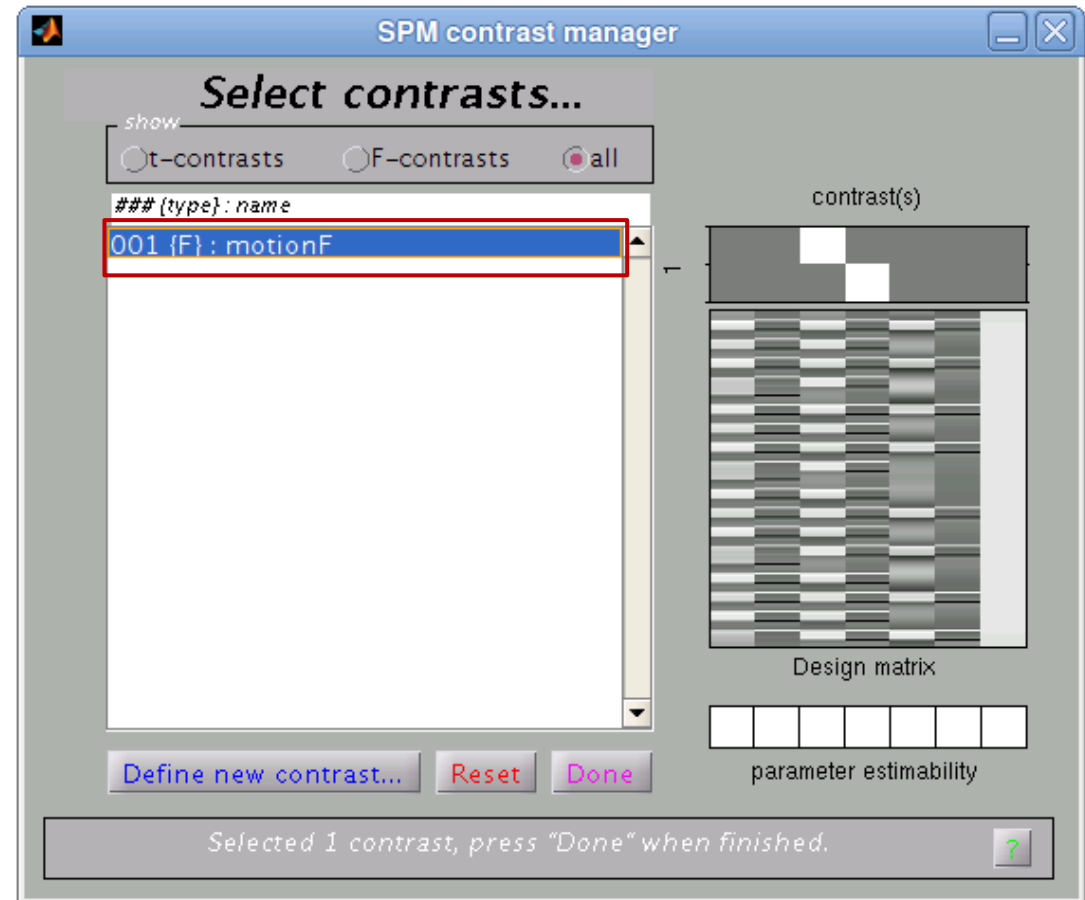 SPM contrast manager
Select contrasts...
show
t-contrasts F-contrasts all
### {type} : name
001 {F} : motionF
contrast(s)
1
Design matrix
parameter estimability
Define new contrast... Reset Done
Selected 1 contrast, press "Done" when finished.
?